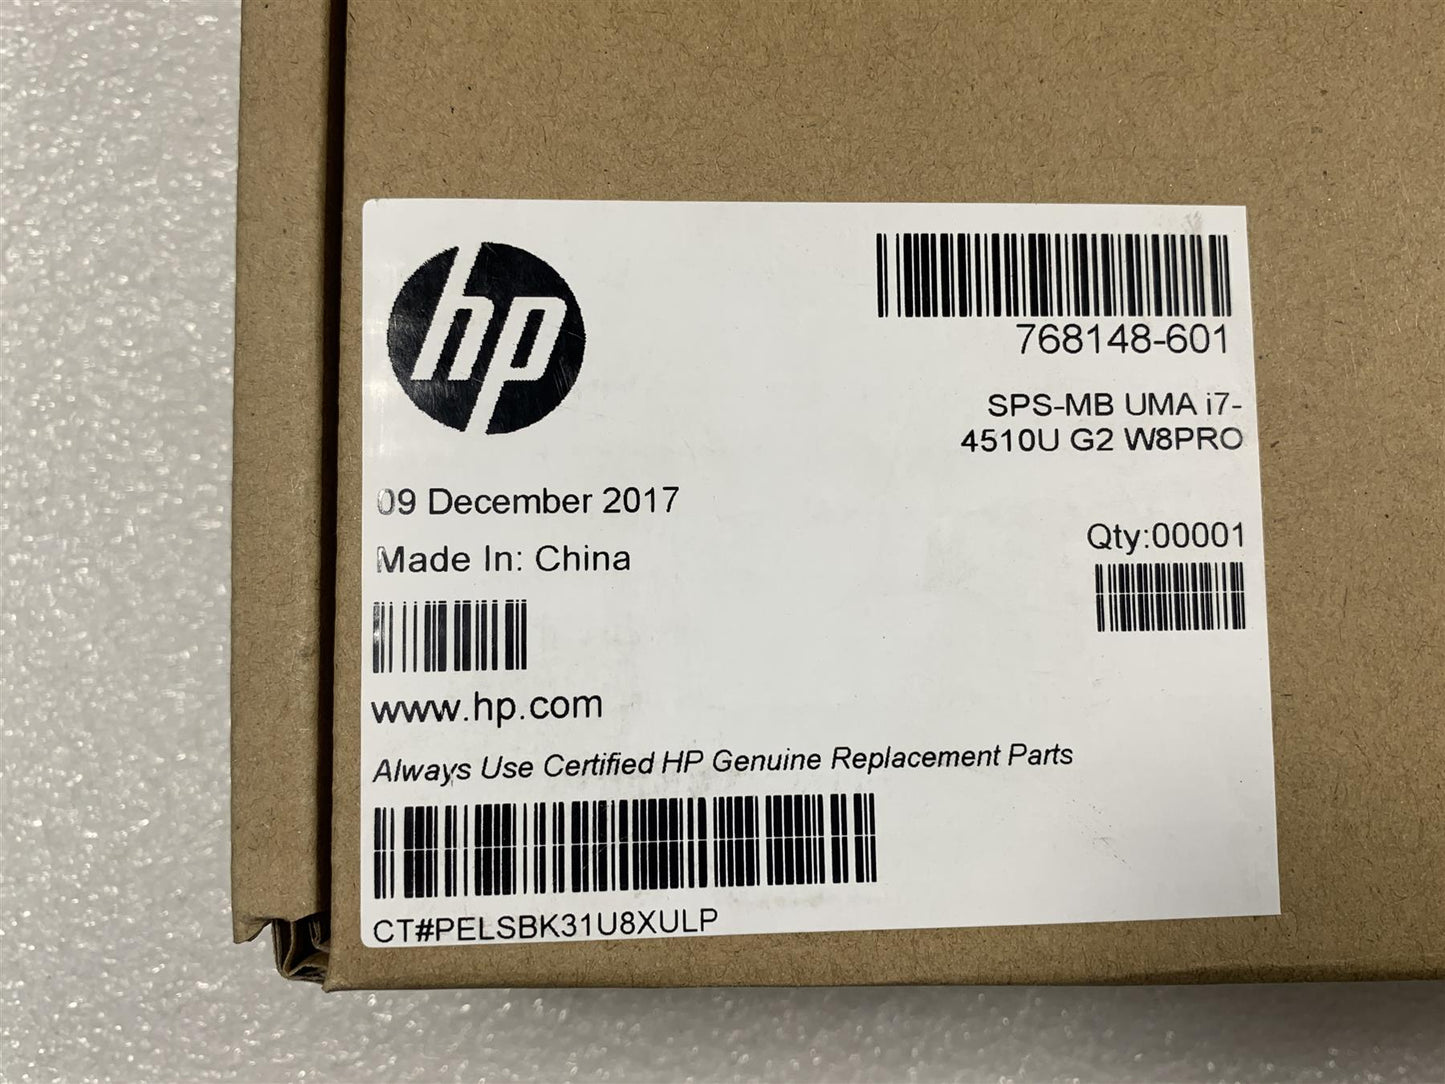 hp
768148-601
SPS-MB UMA i7-
4510U G2 W8PRO
09 December 2017
Made In: China
Qty:00001
www.hp.com
Always Use Certified HP Genuine Replacement Parts
CT#PELSBK31U8XULP